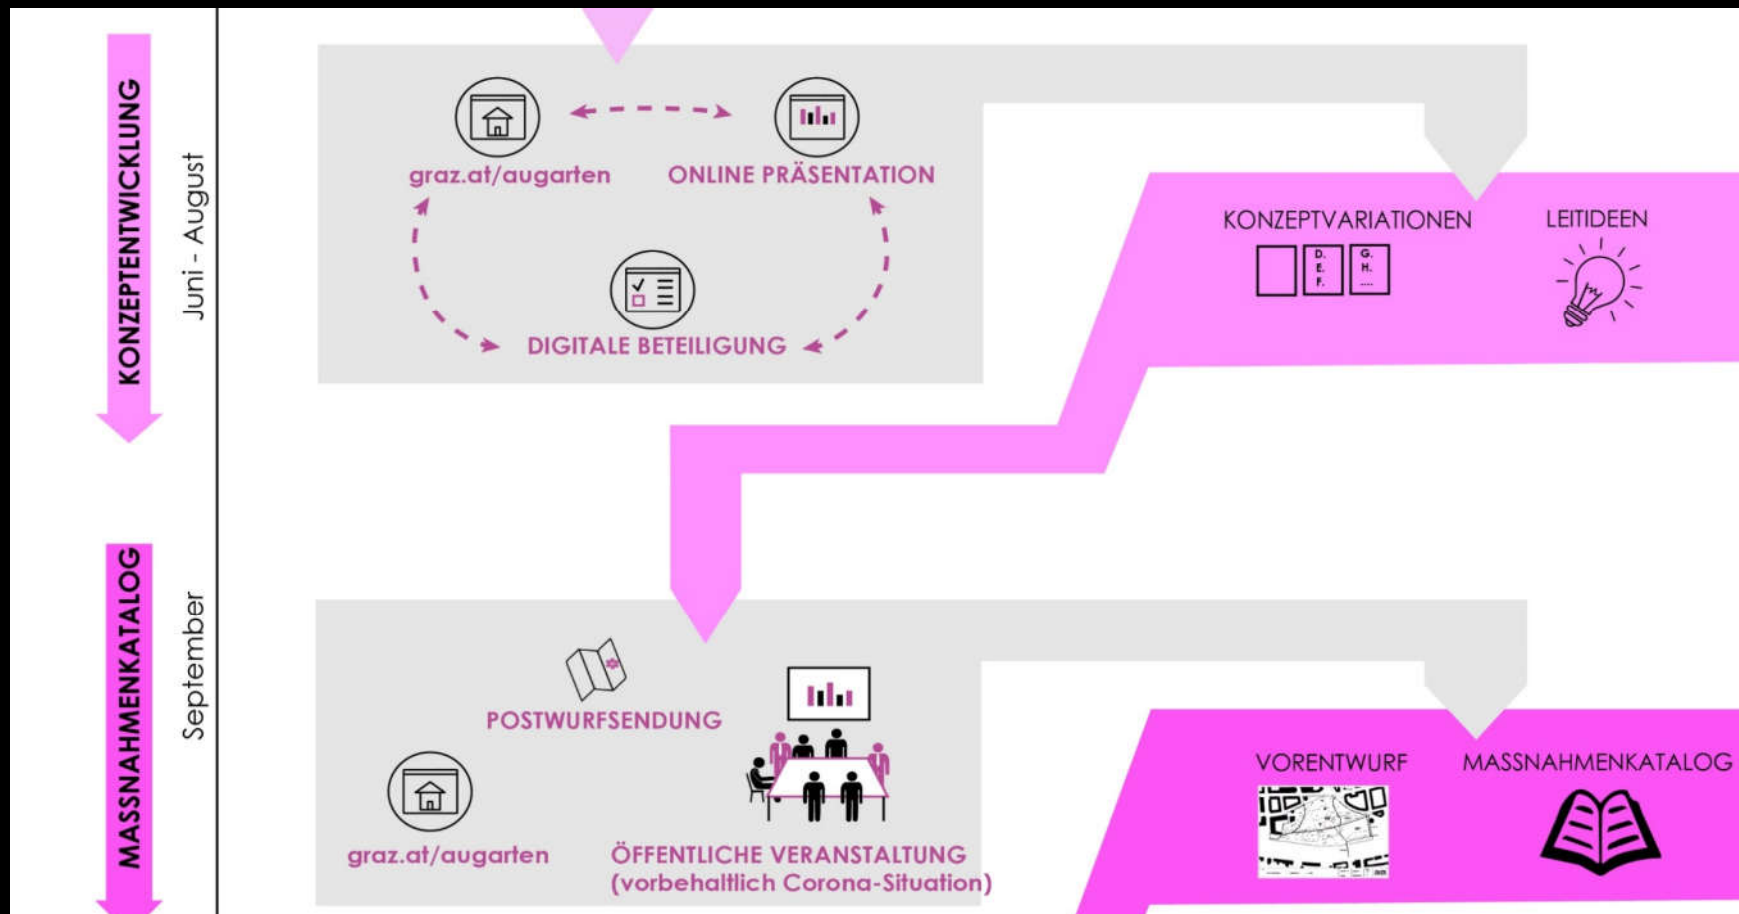 KONZEPTENTWICKLUNG
Juni - August
graz.at/augarten
ONLINE PRÄSENTATION
DIGITALE BETEILIGUNG
KONZEPTVARIATIONEN
LEITIDEEN
D.
E.
F.
G.
H.
....
MASSNAHMENKATALOG
September
POSTWURFSENDUNG
graz.at/augarten
ÖFFENTLICHE VERANSTALTUNG
(vorbehaltlich Corona-Situation)
VORENTWURF
MASSNAHMENKATALOG